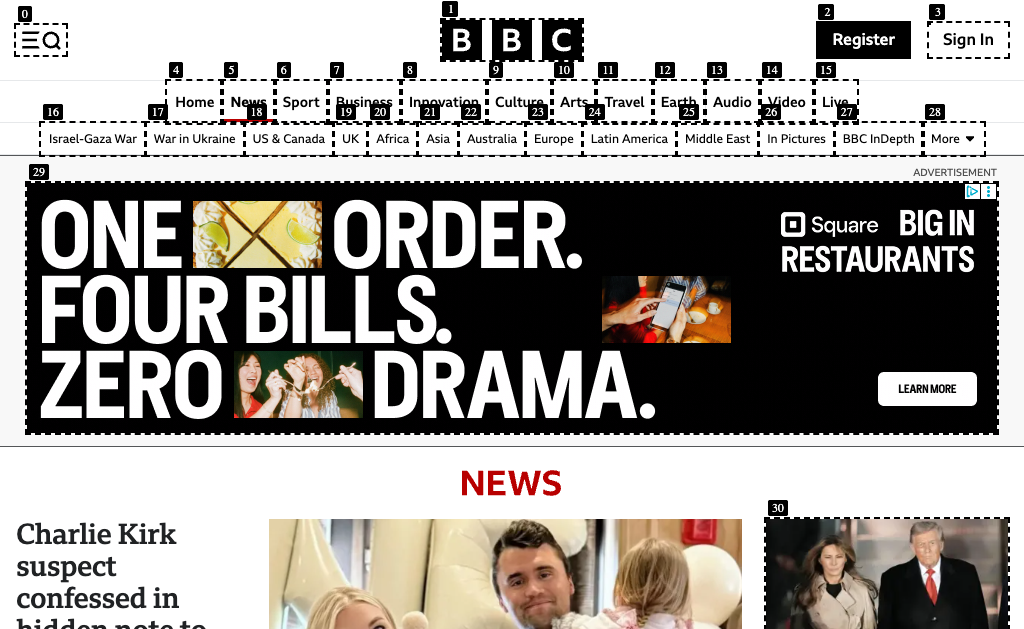 0
1
2
3
BBC
Register
Sign In
4 5 6 7 8 9 10 11 12 13 14 15
Home News Sport Business Innovation Culture Arts Travel Earth Audio Video Live
16 17 18 19 20 21 22 23 24 25 26 27 28
Israel-Gaza War War in Ukraine US & Canada UK Africa Asia Australia Europe Latin America Middle East In Pictures BBC InDepth More
29
ADVERTISEMENT
ONE ORDER.
FOUR BILLS.
ZERO DRAMA.
Square BIG IN
RESTAURANTS
LEARN MORE
NEWS
30
Charlie Kirk
suspect
confessed in
hidden note to